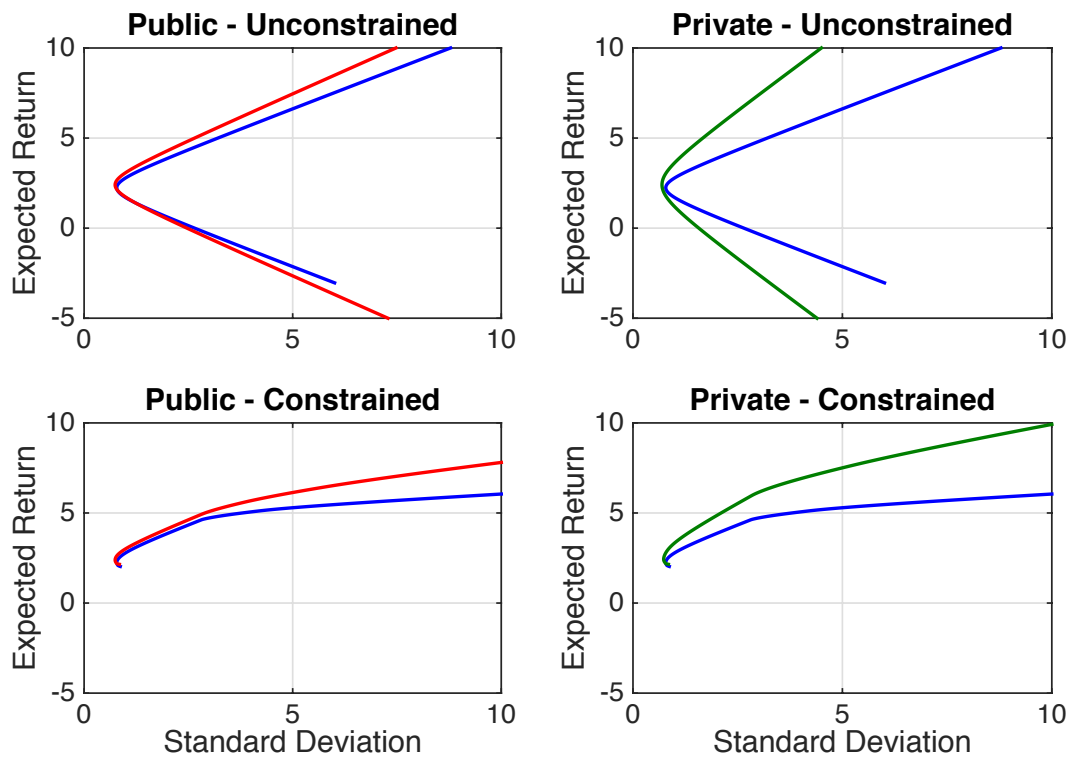 Public - Unconstrained
10
5
0
-5
Expected Return
0
5
10
Private - Unconstrained
10
5
0
-5
Expected Return
0
5
10
Public - Constrained
10
5
0
-5
Expected Return
0
5
10
Standard Deviation
Private - Constrained
10
5
0
-5
Expected Return
0
5
10
Standard Deviation